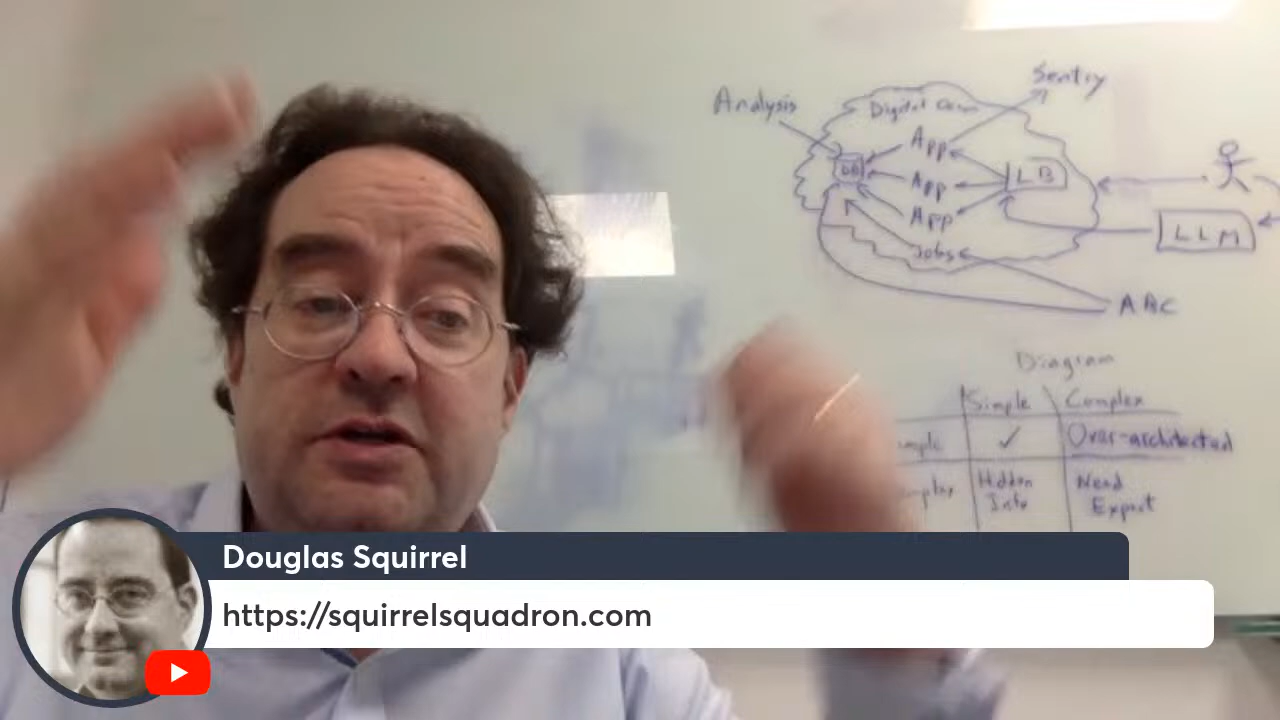 Sentry
Analysis
Digital Ocean
App
DB
LB
App
App
LLM
Jobs
ABC
Diagram
Simple Complex
✓ Over-architected
Hidden Need
Info Expert
Douglas Squirrel
https://squirrelsquadron.com